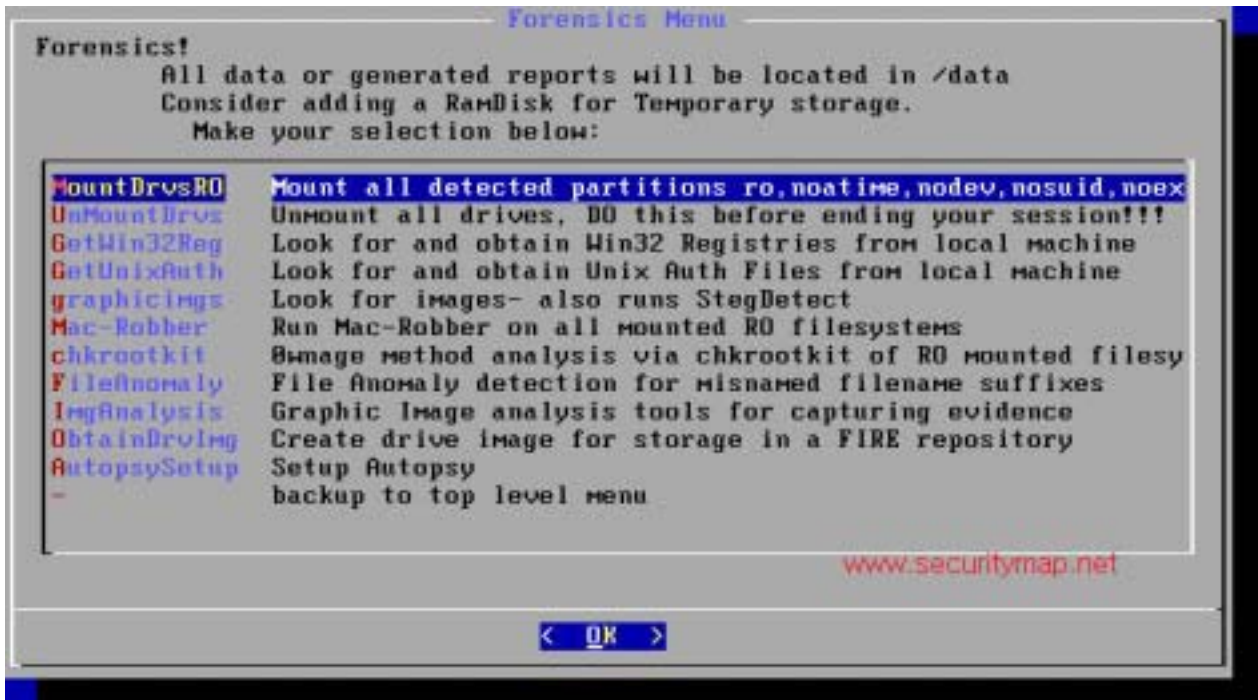 Forensics Menu
Forensics!
All data or generated reports will be located in /data
Consider adding a RamDisk for Temporary storage.
Make your selection below:
MountDrvsRO Mount all detected partitions ro,noatime,nodev,nosuid,noex
UnMountDrvs Unmount all drives, DO this before ending your session!!!
GetWin32Reg Look for and obtain Win32 Registries from local machine
GetUnixAuth Look for and obtain Unix Auth Files from local machine
graphicimgs Look for images- also runs StegDetect
Mac-Robber Run Mac-Robber on all mounted RO filesystems
chkrootkit 0wnage method analysis via chkrootkit of RO mounted filesy
FileAnomaly File Anomaly detection for misnamed filename suffixes
ImgAnalysis Graphic Image analysis tools for capturing evidence
ObtainDrvImg Create drive image for storage in a FIRE repository
AutopsySetup Setup Autopsy
- backup to top level menu
www.securitymap.net
< OK >